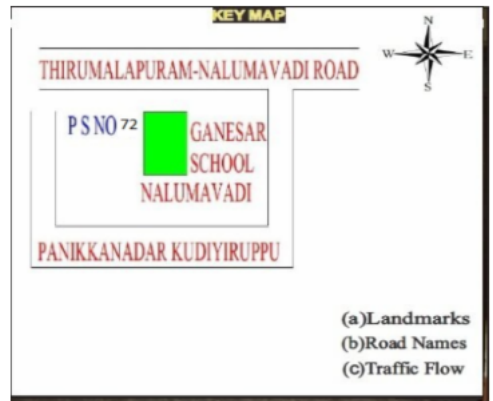 KEY MAP
N
W E
S
THIRUMALAPURAM-NALUMAVADI ROAD
P S NO 72
GANESAR
SCHOOL
NALUMAVADI
PANIKKANADAR KUDIYIRUPPU
(a)Landmarks
(b)Road Names
(c)Traffic Flow